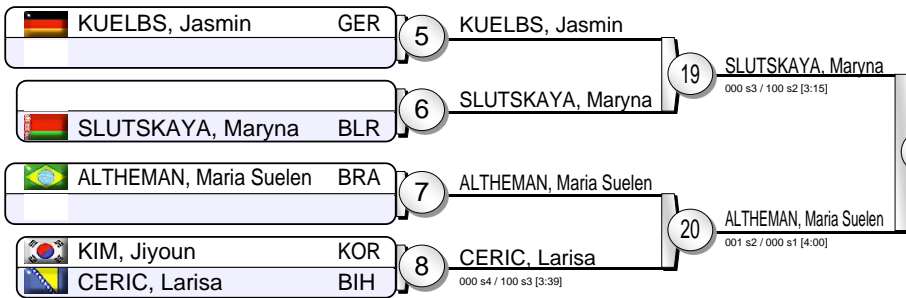 KUELBS, Jasmin GER
5
KUELBS, Jasmin
19
SLUTSKAYA, Maryna
000 s3 / 100 s2 [3:15]
6
SLUTSKAYA, Maryna
SLUTSKAYA, Maryna BLR
ALTHEMAN, Maria Suelen BRA
7
ALTHEMAN, Maria Suelen
20
ALTHEMAN, Maria Suelen
001 s2 / 000 s1 [4:00]
KIM, Jiyoun KOR
8
CERIC, Larisa
000 s4 / 100 s3 [3:39]
CERIC, Larisa BIH